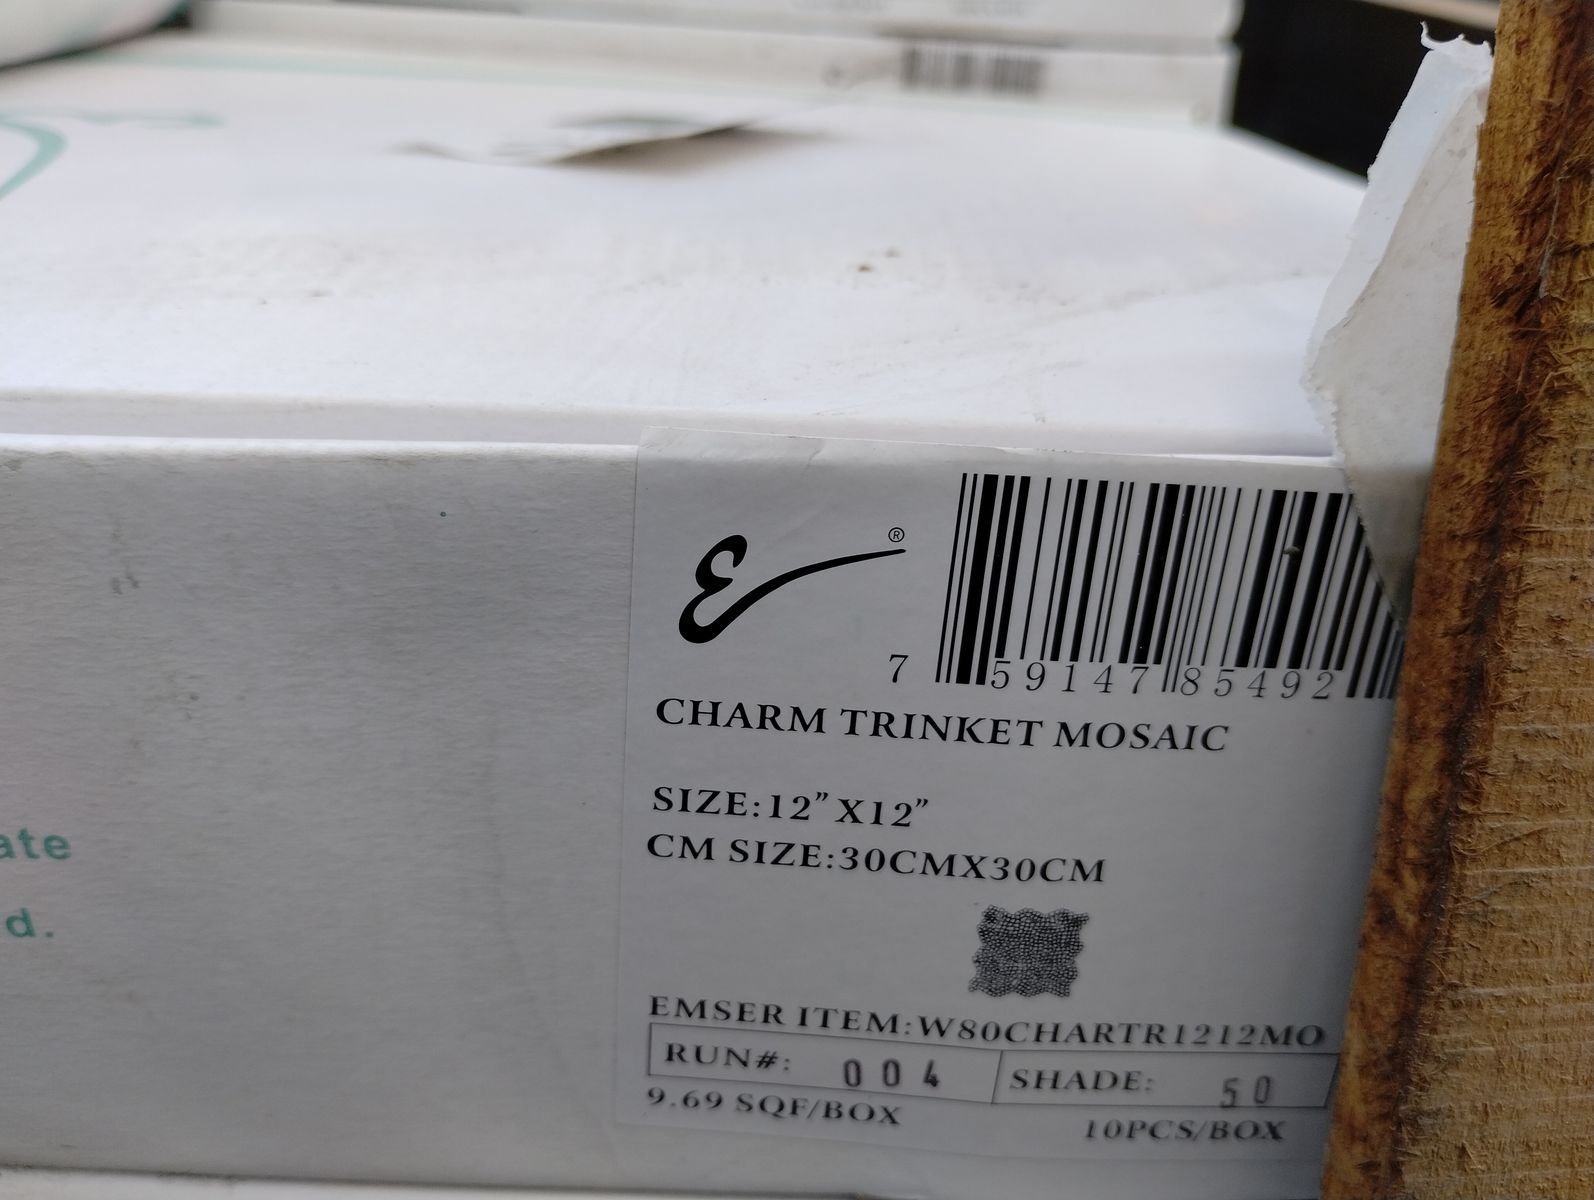 ®
7 59147 85492
CHARM TRINKET MOSAIC
SIZE:12”X12”
CM SIZE:30CMX30CM
ate
d.
EMSER ITEM:W80CHARTR1212MO
RUN#: 004 SHADE: 50
9.69 SQF/BOX 10PCS/BOX